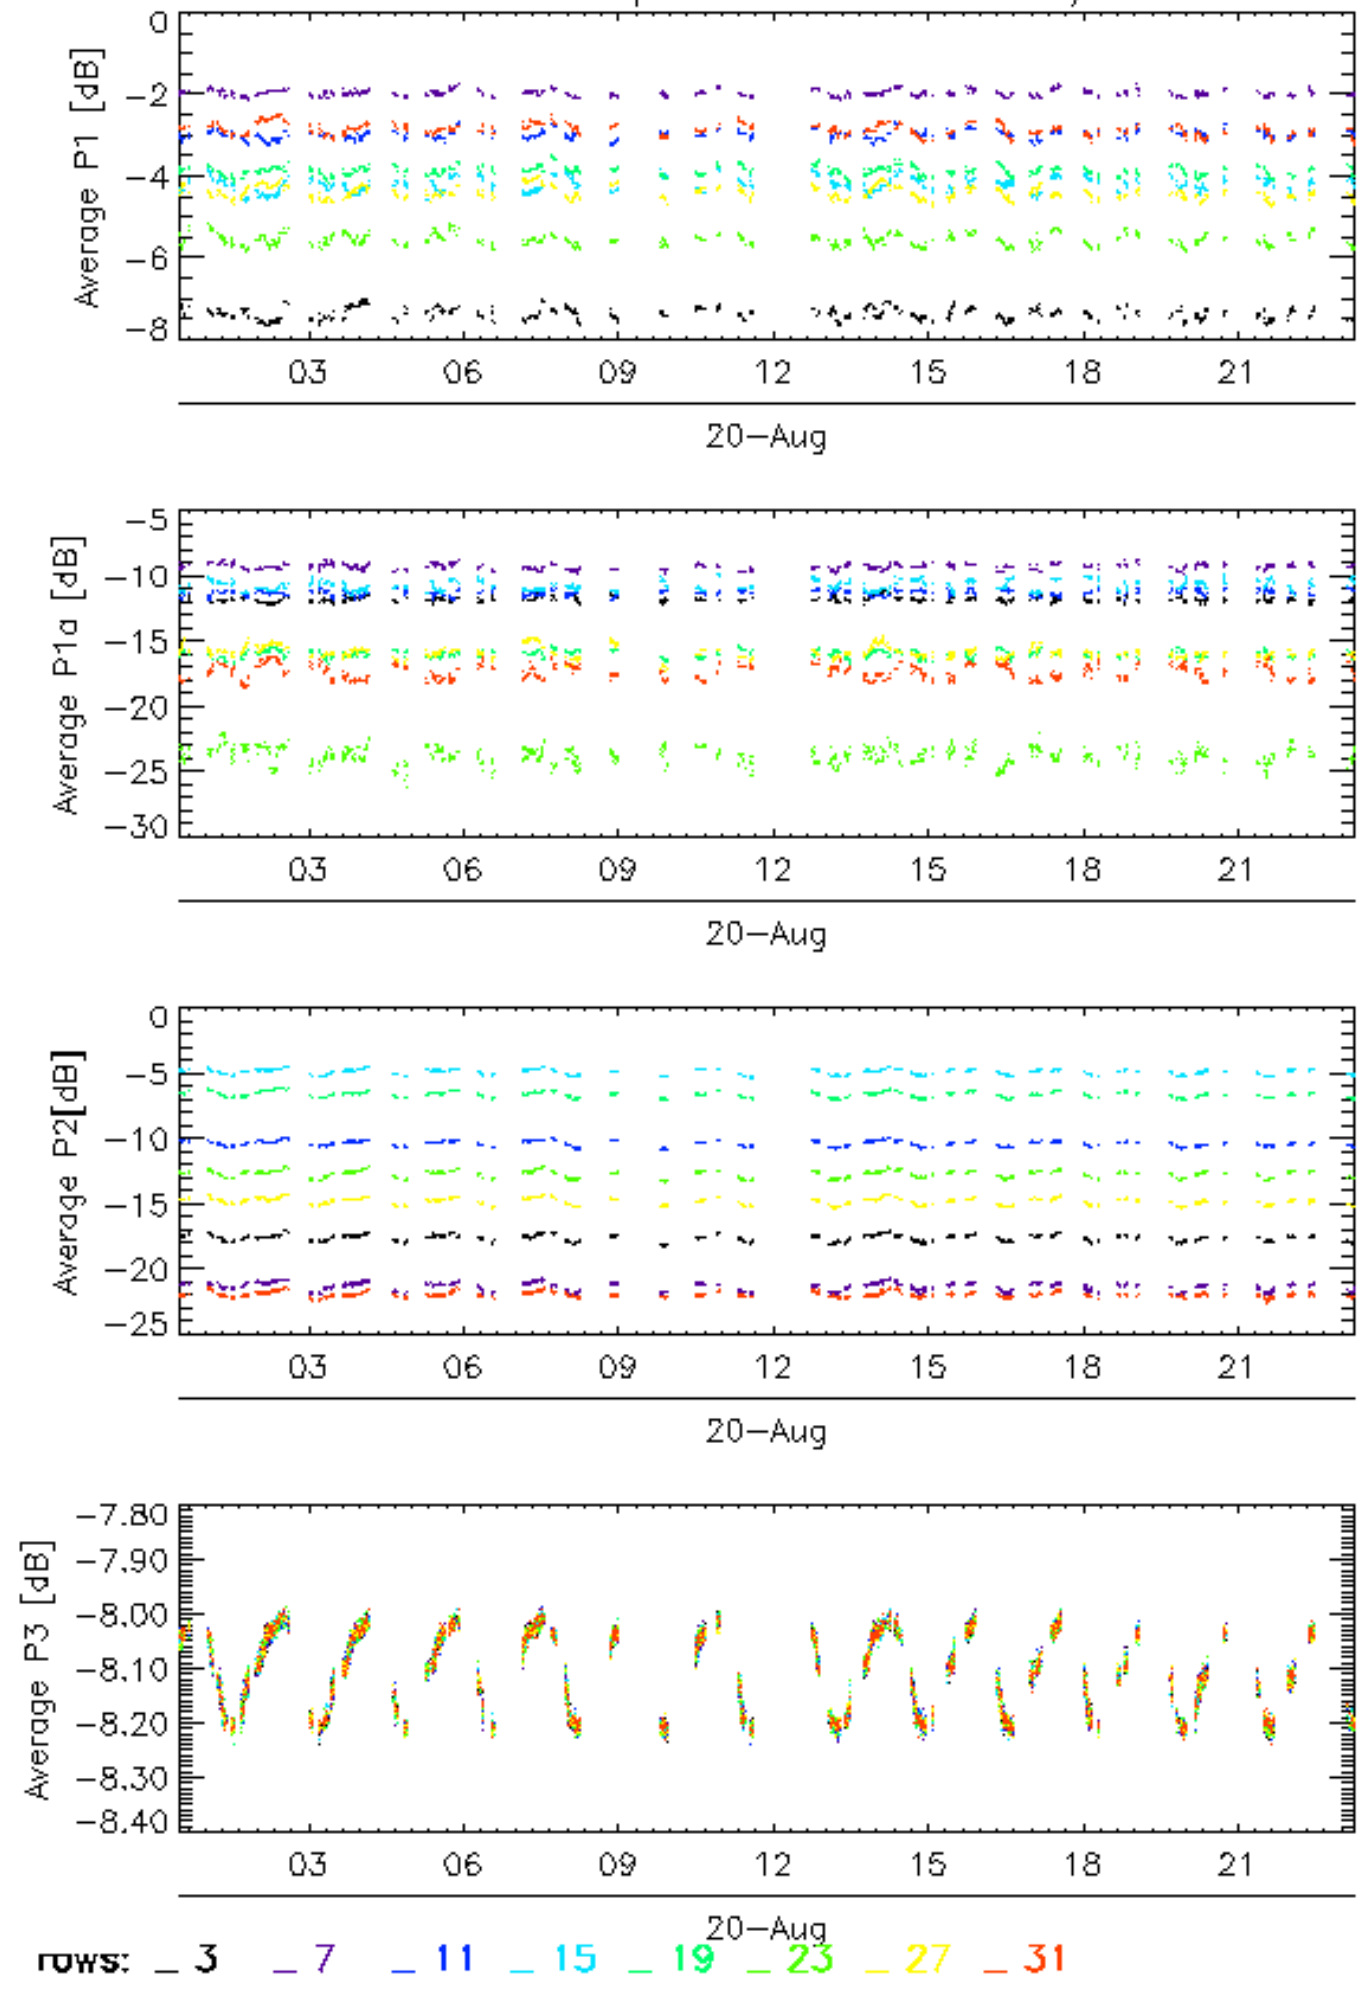 0
-2
-4
-6
-8
Average P1 [dB]
03 06 09 12 15 18 21
20-Aug
-5
-10
-15
-20
-25
-30
Average P1a [dB]
03 06 09 12 15 18 21
20-Aug
0
-5
-10
-15
-20
-25
Average P2[dB]
03 06 09 12 15 18 21
20-Aug
-7.80
-7.90
-8.00
-8.10
-8.20
-8.30
-8.40
Average P3 [dB]
03 06 09 12 15 18 21
20-Aug
rows: _ 3 _ 7 _ 11 _ 15 _ 19 _ 23 _ 27 _ 31